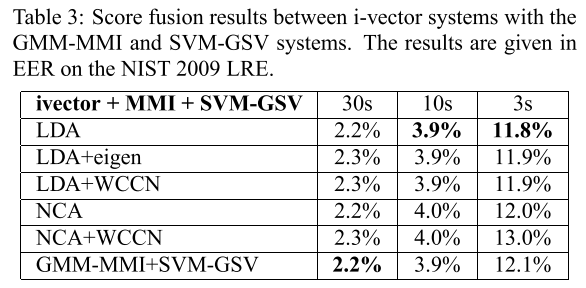 Table 3: Score fusion results between i-vector systems with the
GMM-MMI and SVM-GSV systems. The results are given in
EER on the NIST 2009 LRE.
ivector + MMI + SVM-GSV 30s 10s 3s
LDA 2.2% 3.9% 11.8%
LDA+eigen 2.3% 3.9% 11.9%
LDA+WCCN 2.3% 3.9% 11.9%
NCA 2.2% 4.0% 12.0%
NCA+WCCN 2.3% 4.0% 13.0%
GMM-MMI+SVM-GSV 2.2% 3.9% 12.1%